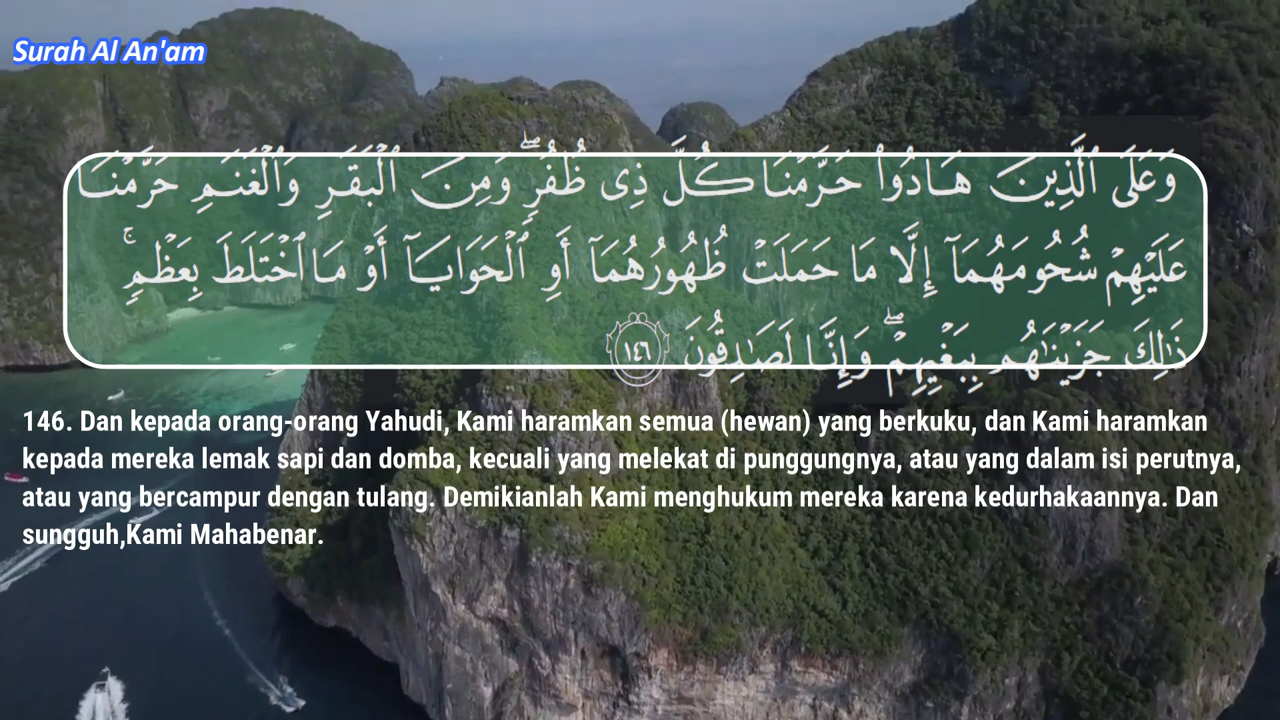 Surah Al An'am
وَعَلَى ٱلَّذِينَ هَادُوا۟ حَرَّمْنَا كُلَّ ذِى ظُفُرٍۢ ۖ وَمِنَ ٱلْبَقَرِ وَٱلْغَنَمِ حَرَّمْنَا
عَلَيْهِمْ شُحُومَهُمَآ إِلَّا مَا حَمَلَتْ ظُهُورُهُمَآ أَوِ ٱلْحَوَايَآ أَوْ مَا ٱخْتَلَطَ بِعَظْمٍۢ ۚ
ذَٰلِكَ جَزَيْنَٰهُم بِبَغْيِهِمْ ۖ وَإِنَّا لَصَٰدِقُونَ ١٤٦
146. Dan kepada orang-orang Yahudi, Kami haramkan semua (hewan) yang berkuku, dan Kami haramkan
kepada mereka lemak sapi dan domba, kecuali yang melekat di punggungnya, atau yang dalam isi perutnya,
atau yang bercampur dengan tulang. Demikianlah Kami menghukum mereka karena kedurhakaannya. Dan
sungguh,Kami Mahabenar.